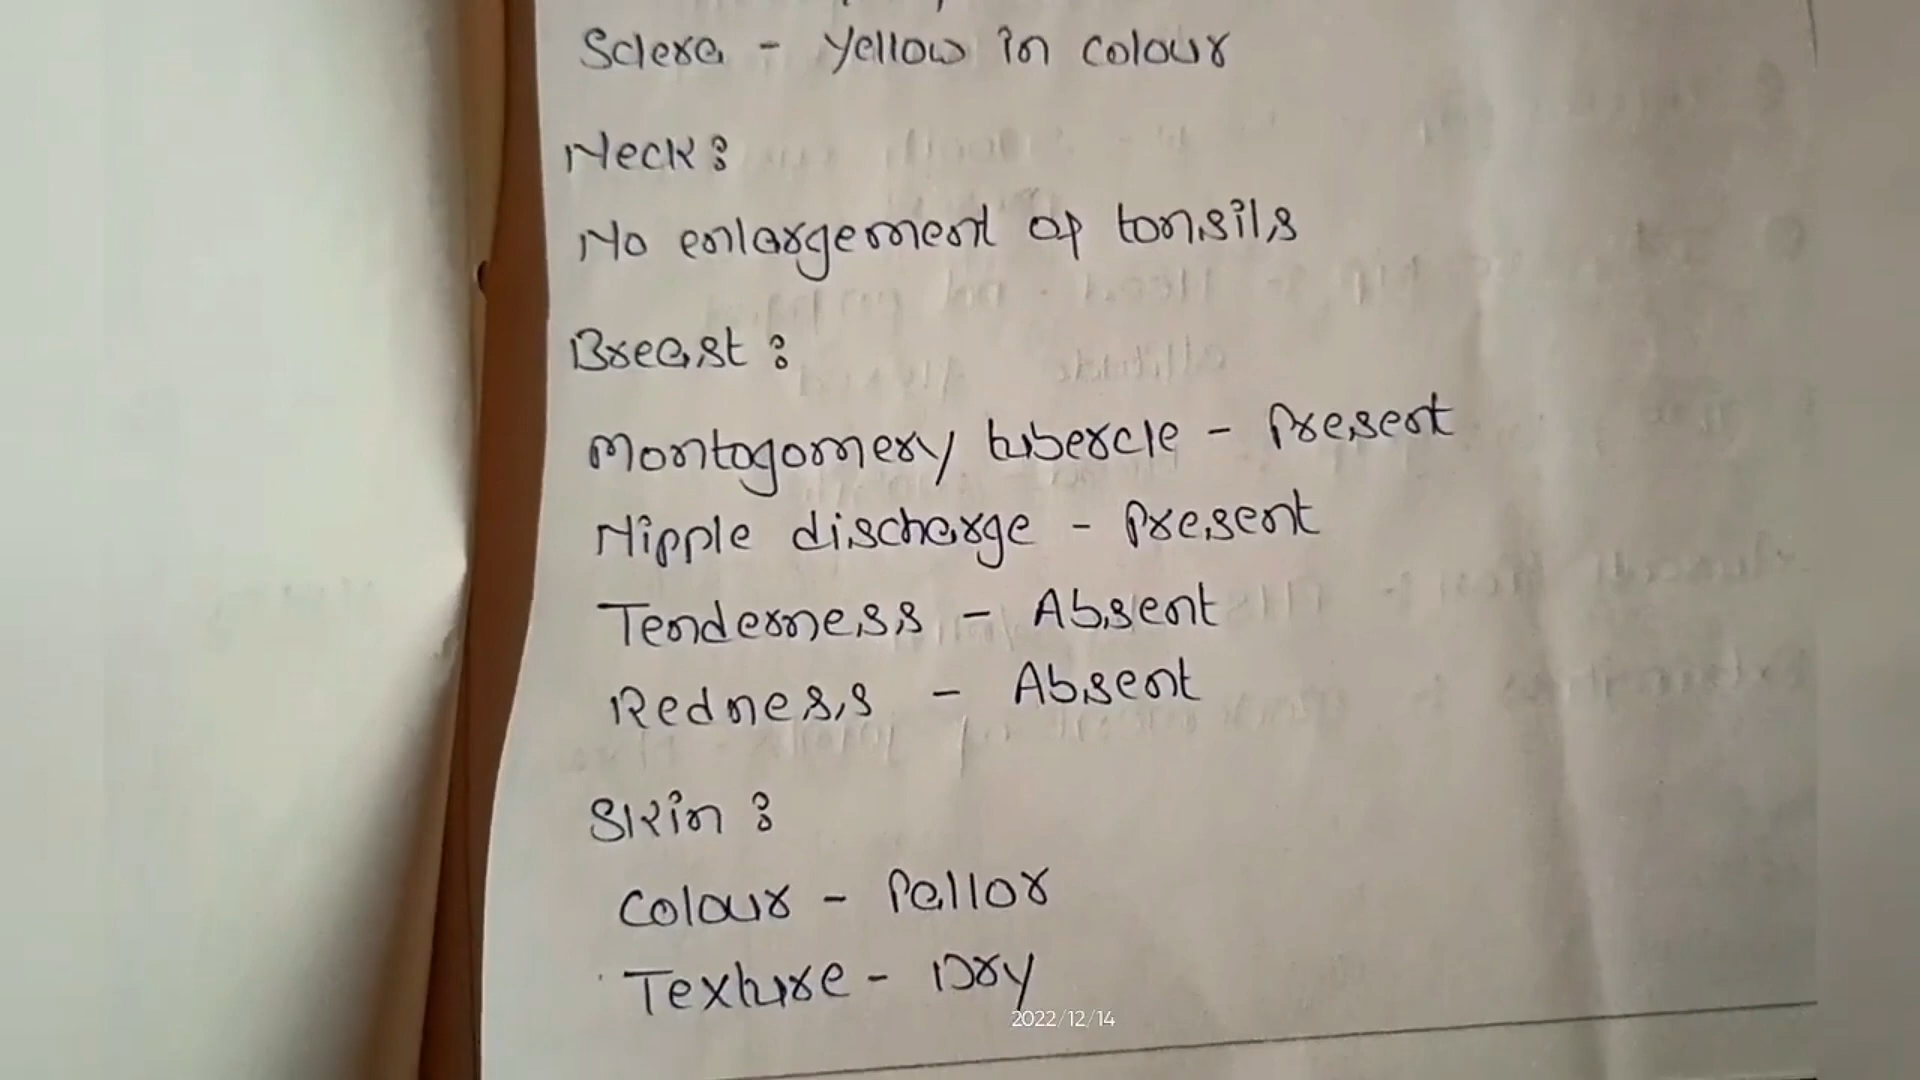 Sclera - Yellow in colour
Neck :
No enlargement of tonsils
Breast :
Montogomery tubercle - Present
Nipple discharge - Present
Tenderness - Absent
Redness - Absent
Skin :
Colour - Pallor
Texture - Dry
2022/12/14